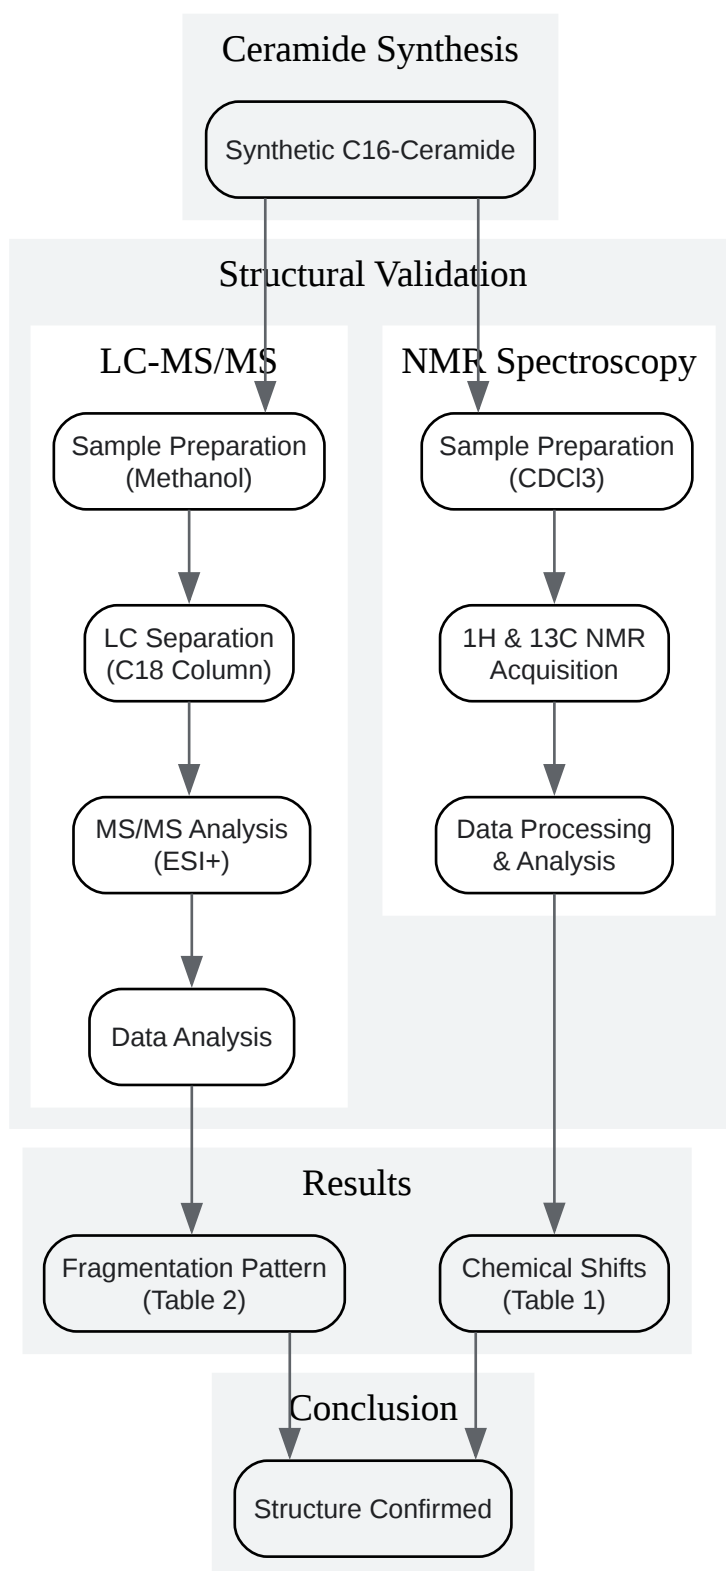 Ceramide Synthesis
Synthetic C16-Ceramide
Structural Validation
LC-MS/MS
Sample Preparation
(Methanol)
LC Separation
(C18 Column)
MS/MS Analysis
(ESI+)
Data Analysis
NMR Spectroscopy
Sample Preparation
(CDCl3)
1H & 13C NMR
Acquisition
Data Processing
& Analysis
Results
Fragmentation Pattern
(Table 2)
Chemical Shifts
(Table 1)
Conclusion
Structure Confirmed